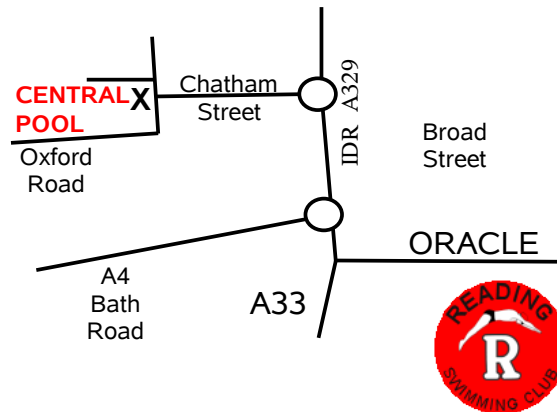 Chatham
Street
IDR A329
CENTRAL X
POOL
Oxford
Road
Broad
Street
ORACLE
A4
Bath
Road
A33
READING
R
SWIMMING CLUB